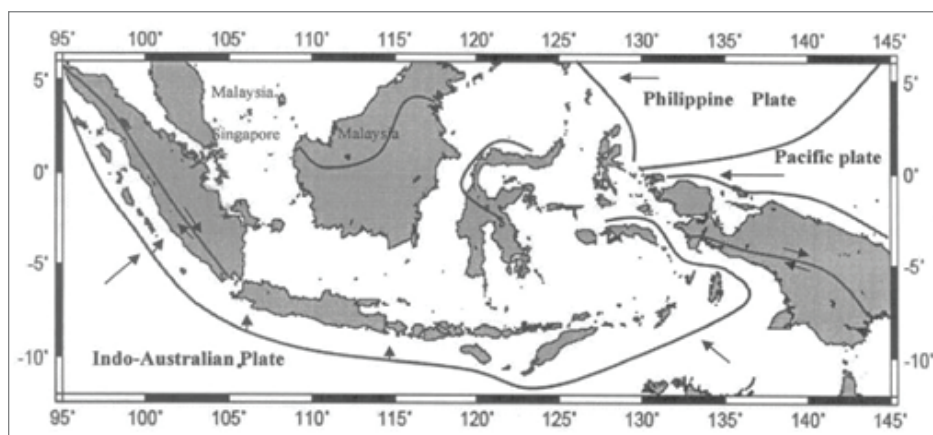 95° 100° 105° 110° 115° 120° 125° 130° 135° 140° 145°
5° 5°
Malaysia
Philippine Plate
Singapore Malaysia
Pacific plate
0° 0°
-5° -5°
Indo-Australian Plate
-10° -10°
95° 100° 105° 110° 115° 120° 125° 130° 135° 140° 145°